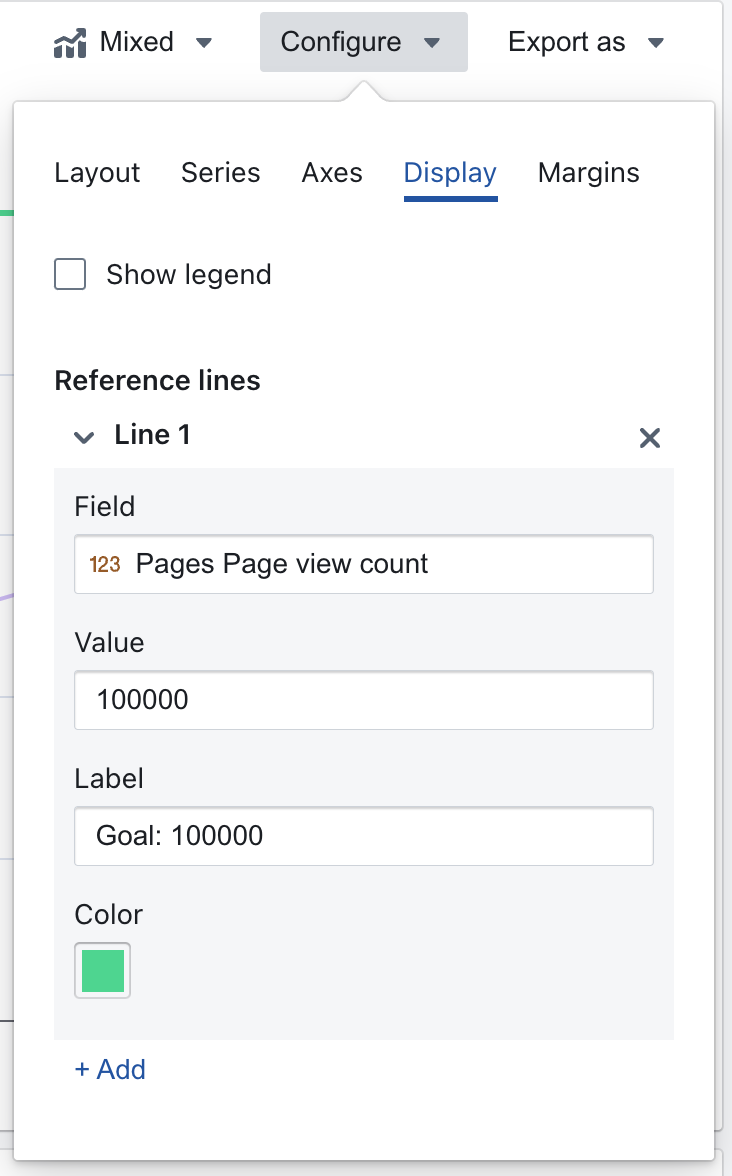 Mixed Configure Export as
Layout Series Axes Display Margins
Show legend
Reference lines
Line 1
Field
123 Pages Page view count
Value
100000
Label
Goal: 100000
Color
+ Add